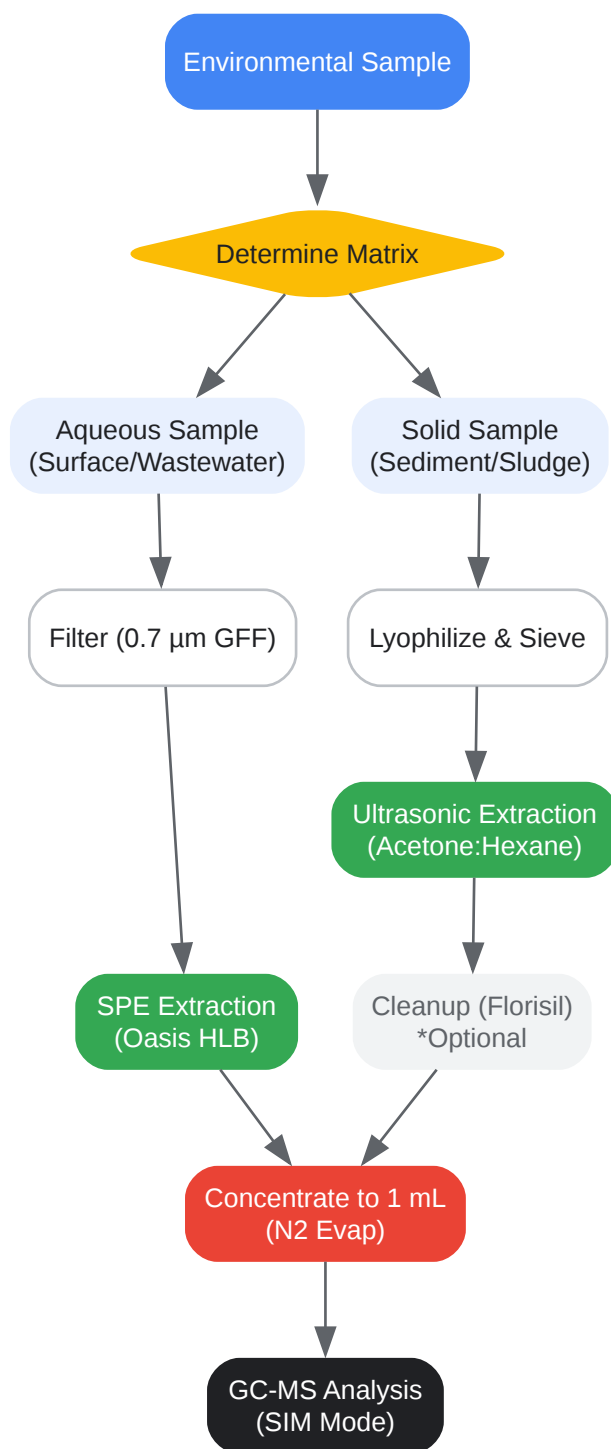 Environmental Sample
Determine Matrix
Aqueous Sample
(Surface/Wastewater)
Solid Sample
(Sediment/Sludge)
Filter (0.7 µm GFF)
Lyophilize & Sieve
Ultrasonic Extraction
(Acetone:Hexane)
SPE Extraction
(Oasis HLB)
Cleanup (Florisil)
*Optional
Concentrate to 1 mL
(N2 Evap)
GC-MS Analysis
(SIM Mode)